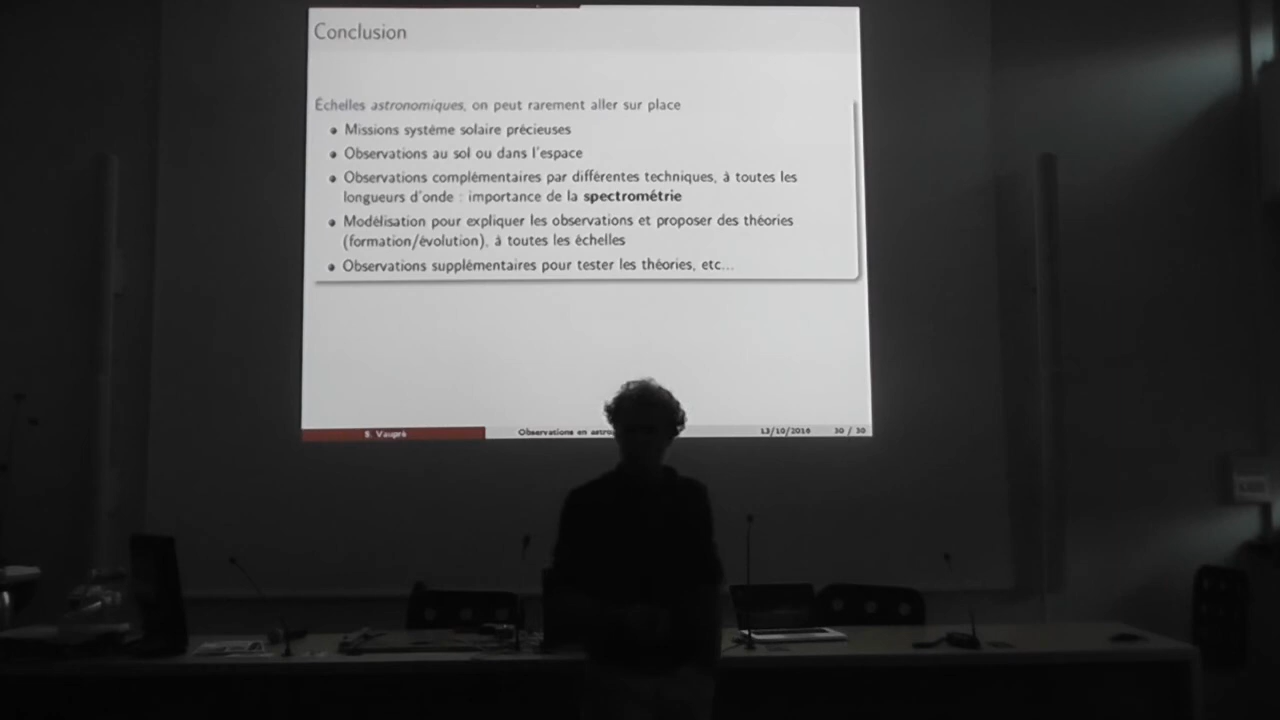 Conclusion
Échelles astronomiques, on peut rarement aller sur place
Missions système solaire précieuses
Observations au sol ou dans l'espace
Observations complémentaires par différentes techniques, à toutes les
longueurs d'onde : importance de la spectrométrie
Modélisation pour expliquer les observations et proposer des théories
(formation/évolution), à toutes les échelles
Observations supplémentaires pour tester les théories, etc...
S. Vaupré
Observations en
13/10/2016
30 / 30